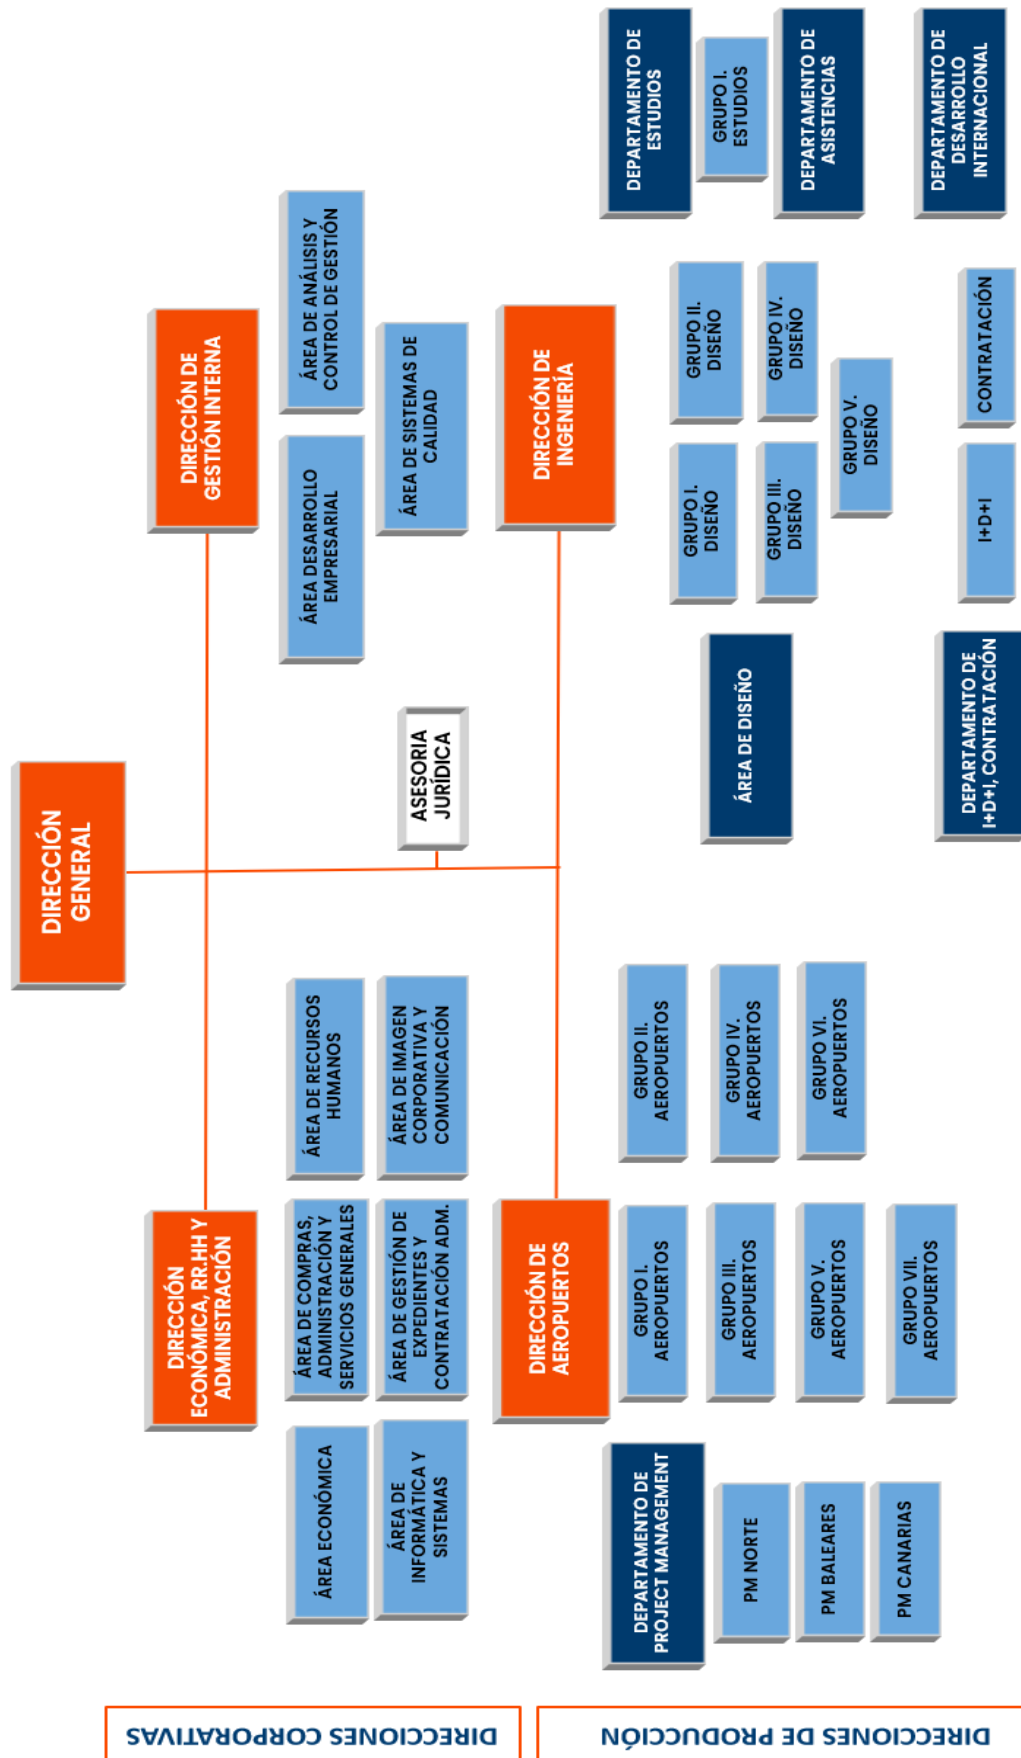 DIRECCIÓN
GENERAL
DIRECCIONES CORPORATIVAS
DIRECCIÓN
ECONÓMICA, RR.HH Y
ADMINISTRACIÓN
DIRECCIÓN DE
GESTIÓN INTERNA
ÁREA ECONÓMICA
ÁREA DE COMPRAS,
ADMINISTRACIÓN Y
SERVICIOS GENERALES
ÁREA DE RECURSOS
HUMANOS
ÁREA DE
INFORMÁTICA Y
SISTEMAS
ÁREA DE GESTIÓN DE
EXPEDIENTES Y
CONTRATACIÓN ADM.
ÁREA DE IMAGEN
CORPORATIVA Y
COMUNICACIÓN
ÁREA DESARROLLO
EMPRESARIAL
ÁREA DE ANÁLISIS Y
CONTROL DE GESTIÓN
ÁREA DE SISTEMAS DE
CALIDAD
ASESORIA
JURÍDICA
DIRECCIONES DE PRODUCCIÓN
DIRECCIÓN DE
AEROPUERTOS
DIRECCIÓN DE
INGENIERÍA
DEPARTAMENTO DE
PROJECT MANAGEMENT
PM NORTE
PM BALEARES
PM CANARIAS
GRUPO I.
AEROPUERTOS
GRUPO II.
AEROPUERTOS
GRUPO III.
AEROPUERTOS
GRUPO IV.
AEROPUERTOS
GRUPO V.
AEROPUERTOS
GRUPO VI.
AEROPUERTOS
GRUPO VII.
AEROPUERTOS
ÁREA DE DISEÑO
GRUPO I.
DISEÑO
GRUPO II.
DISEÑO
GRUPO III.
DISEÑO
GRUPO IV.
DISEÑO
GRUPO V.
DISEÑO
DEPARTAMENTO DE
ESTUDIOS
GRUPO I.
ESTUDIOS
DEPARTAMENTO DE
ASISTENCIAS
DEPARTAMENTO DE
I+D+I, CONTRATACIÓN
I+D+I
CONTRATACIÓN
DEPARTAMENTO DE
DESARROLLO
INTERNACIONAL